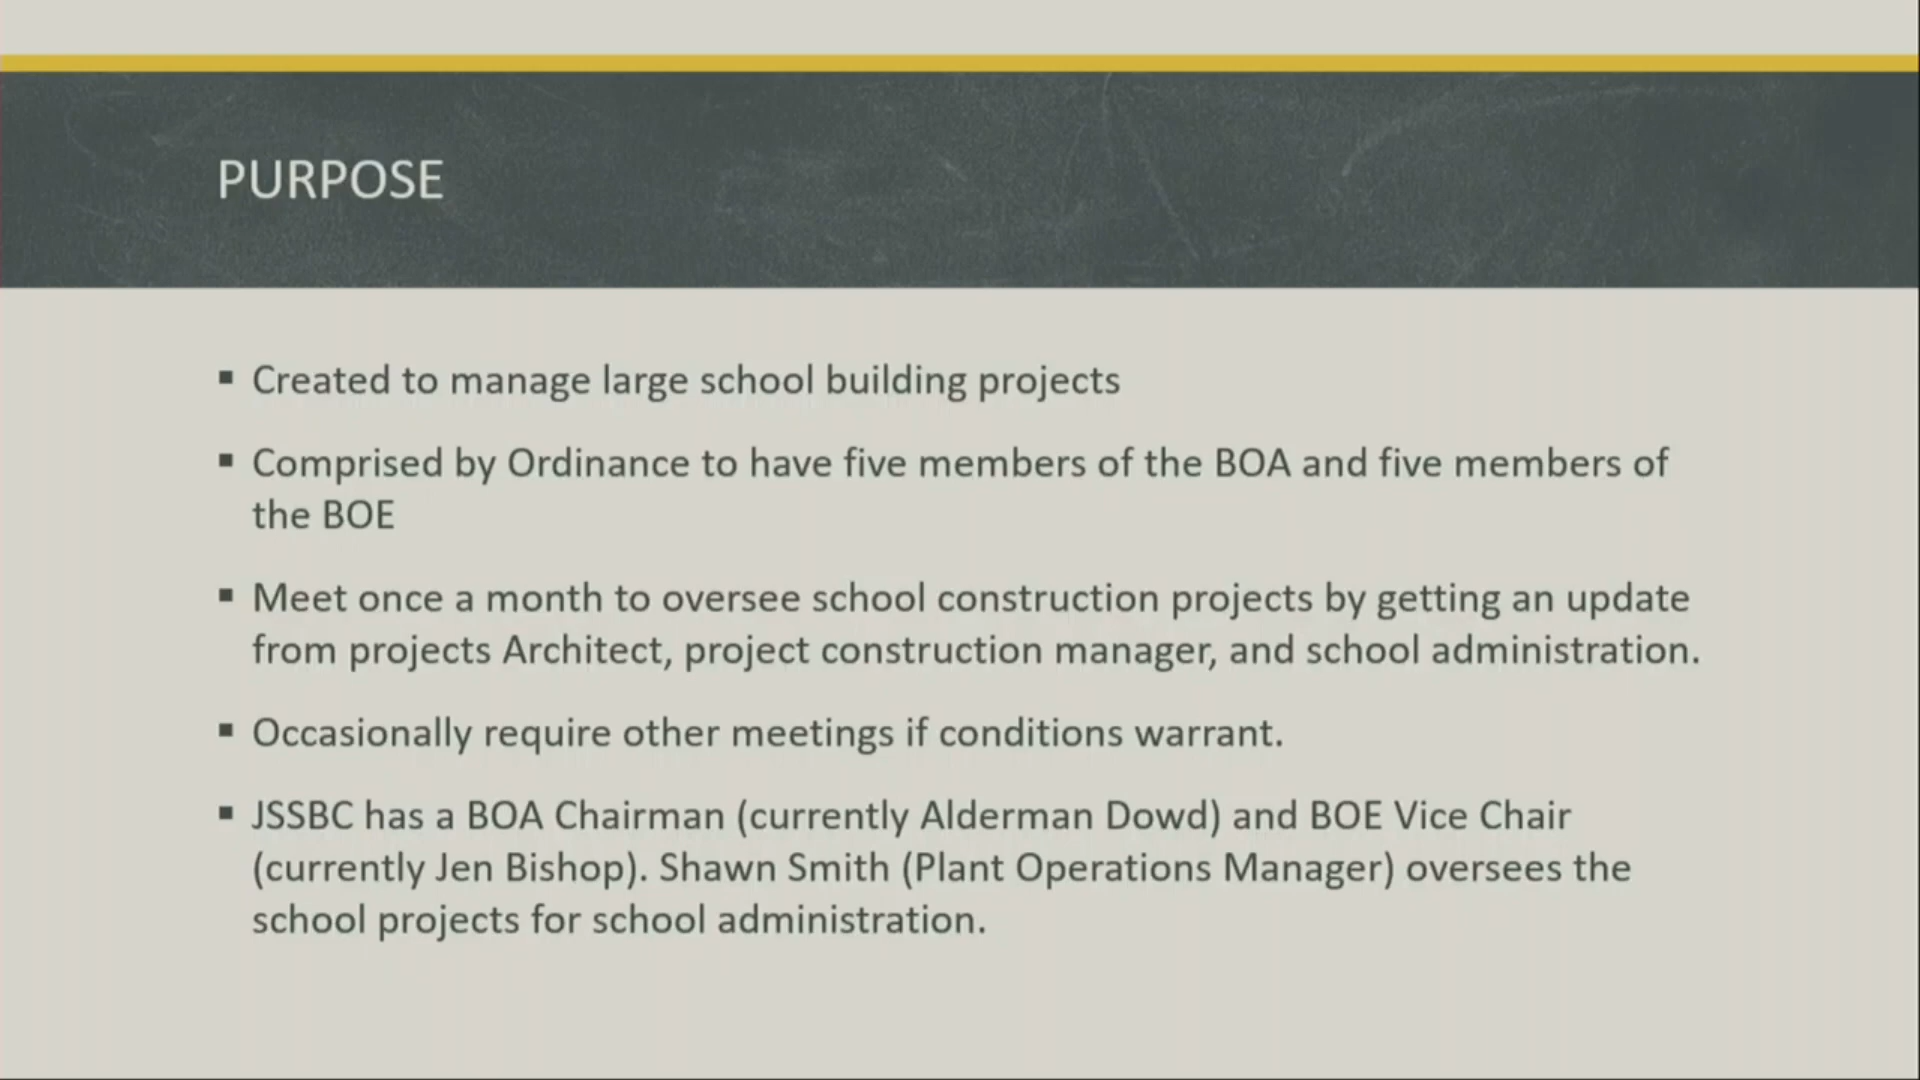 PURPOSE
▪ Created to manage large school building projects
▪ Comprised by Ordinance to have five members of the BOA and five members of
the BOE
▪ Meet once a month to oversee school construction projects by getting an update
from projects Architect, project construction manager, and school administration.
▪ Occasionally require other meetings if conditions warrant.
▪ JSSBC has a BOA Chairman (currently Alderman Dowd) and BOE Vice Chair
(currently Jen Bishop). Shawn Smith (Plant Operations Manager) oversees the
school projects for school administration.